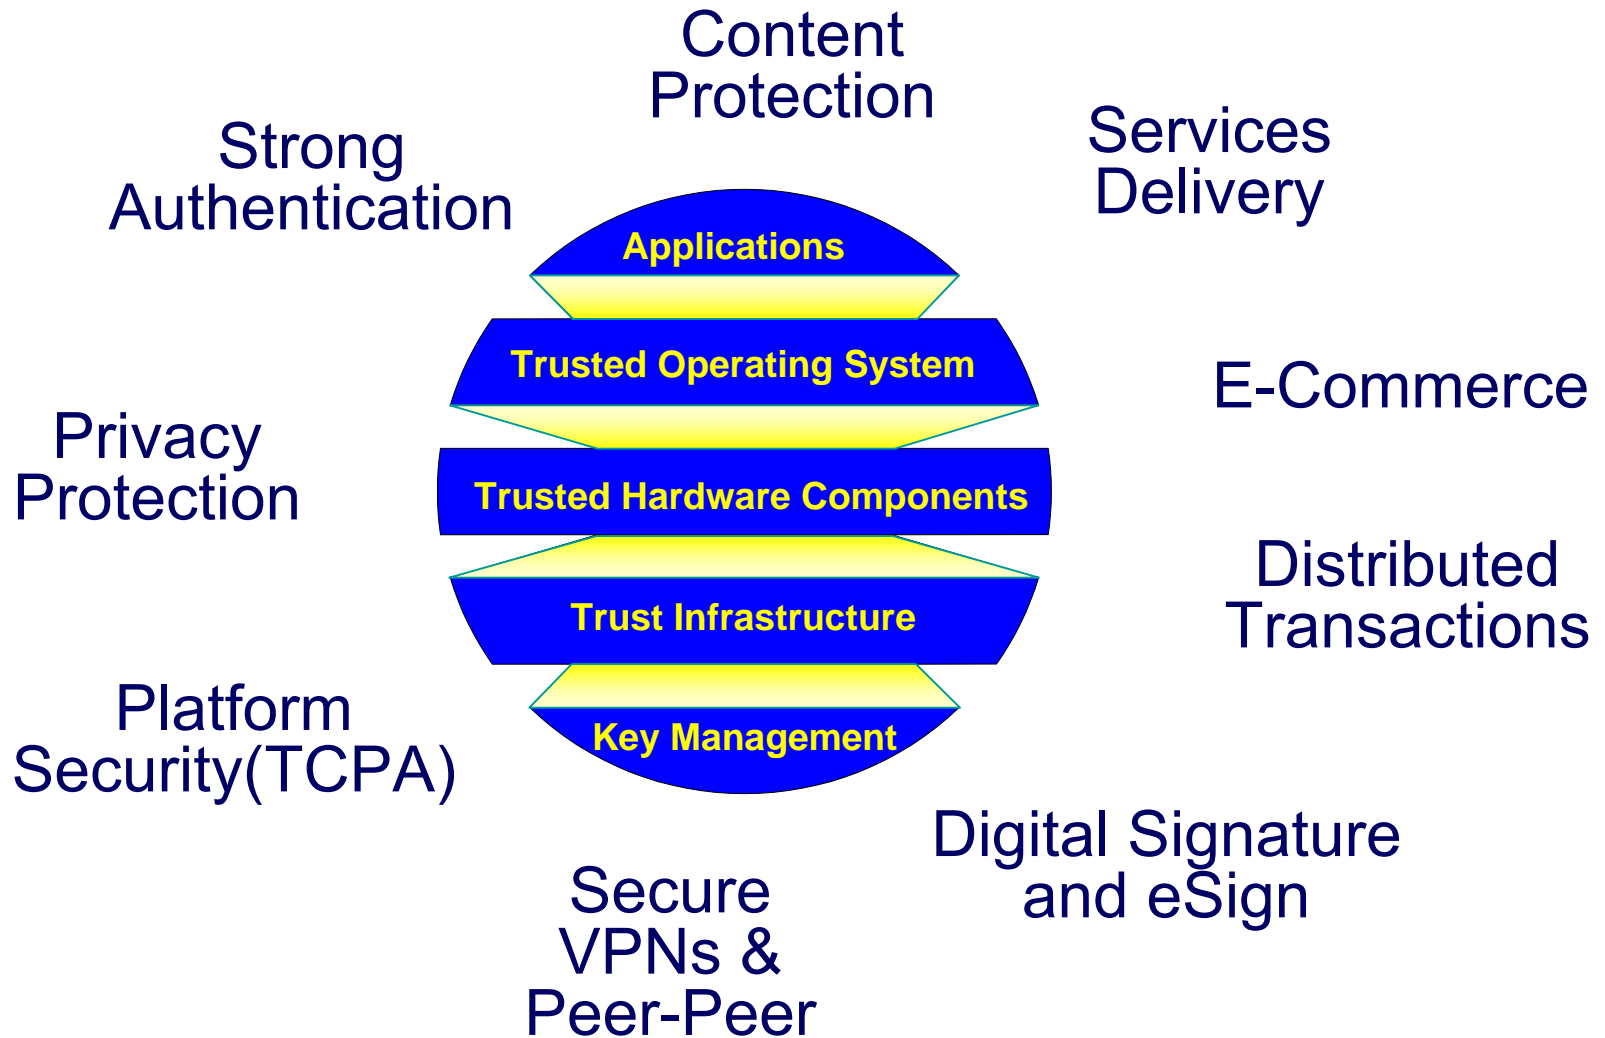 Content
Protection
Strong
Authentication
Services
Delivery
Applications
Trusted Operating System
E-Commerce
Privacy
Protection
Trusted Hardware Components
Distributed
Transactions
Trust Infrastructure
Platform
Security(TCPA)
Key Management
Digital Signature
and eSign
Secure
VPNs &
Peer-Peer